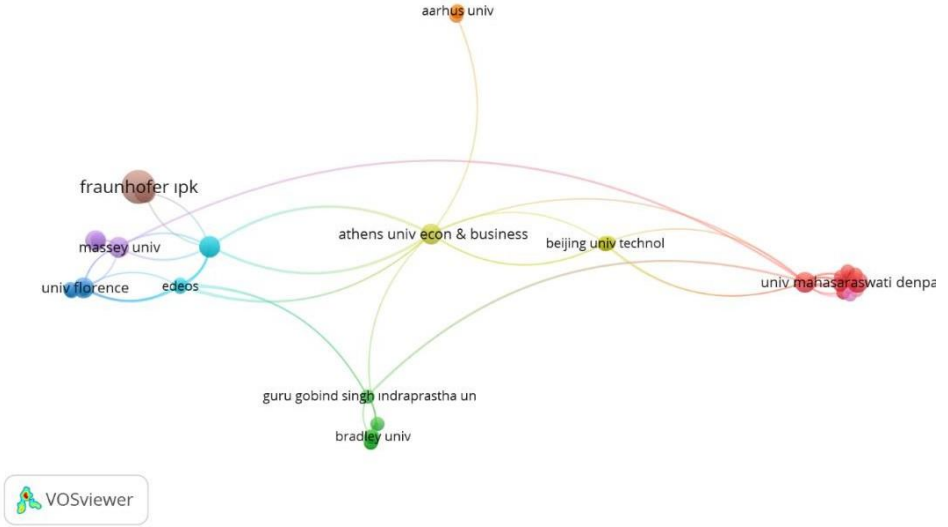 aarhus univ
fraunhofer ıpk
athens univ econ & business
beijing univ technol
massey univ
univ florence
edeos
univ mahasaraswati denpa
guru gobind singh ındraprastha un
bradley univ
VOSviewer